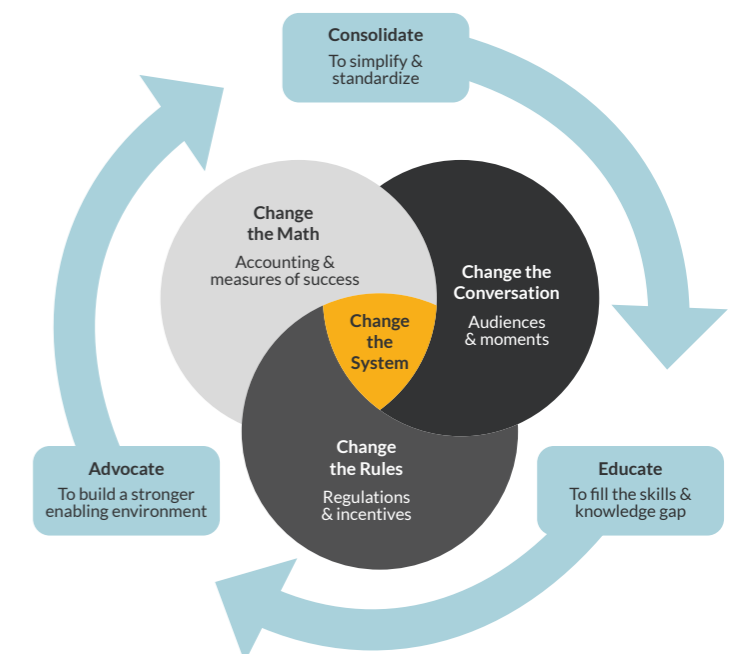 Consolidate
To simplify &
standardize
Change
the Math
Accounting &
measures of success
Change the
Conversation
Audiences
& moments
Change
the
System
Change
the Rules
Regulations
& incentives
Advocate
To build a stronger
enabling environment
Educate
To fill the skills &
knowledge gap